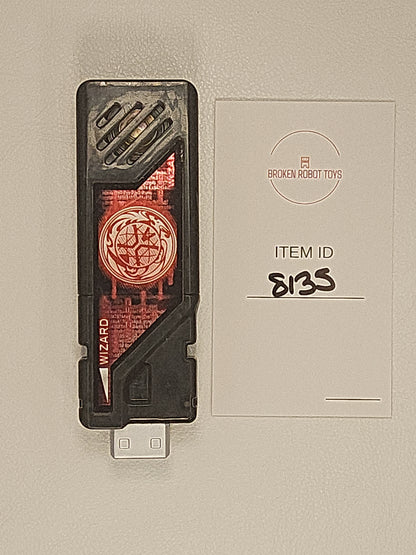 WIZARD
BROKEN ROBOT TOYS
ITEM ID
8135